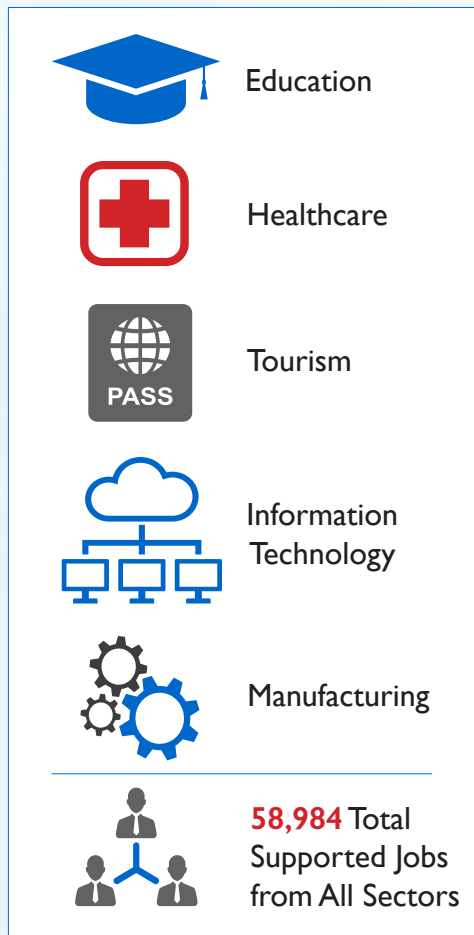 Education
Healthcare
PASS
Tourism
Information
Technology
Manufacturing
58,984 Total
Supported Jobs
from All Sectors